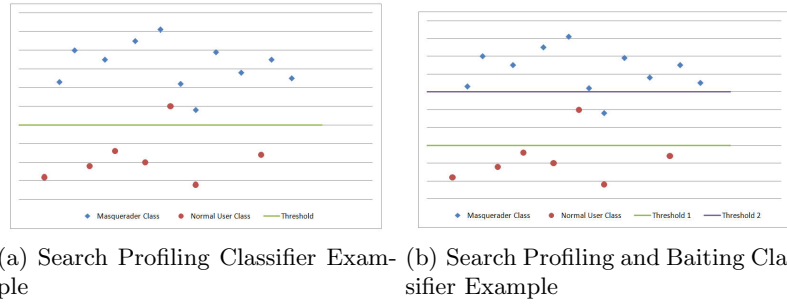 Masquerader Class Normal User Class Threshold
Masquerader Class Normal User Class Threshold 1 Threshold 2
(a) Search Profiling Classifier Exam-
ple
(b) Search Profiling and Baiting Clas
sifier Example